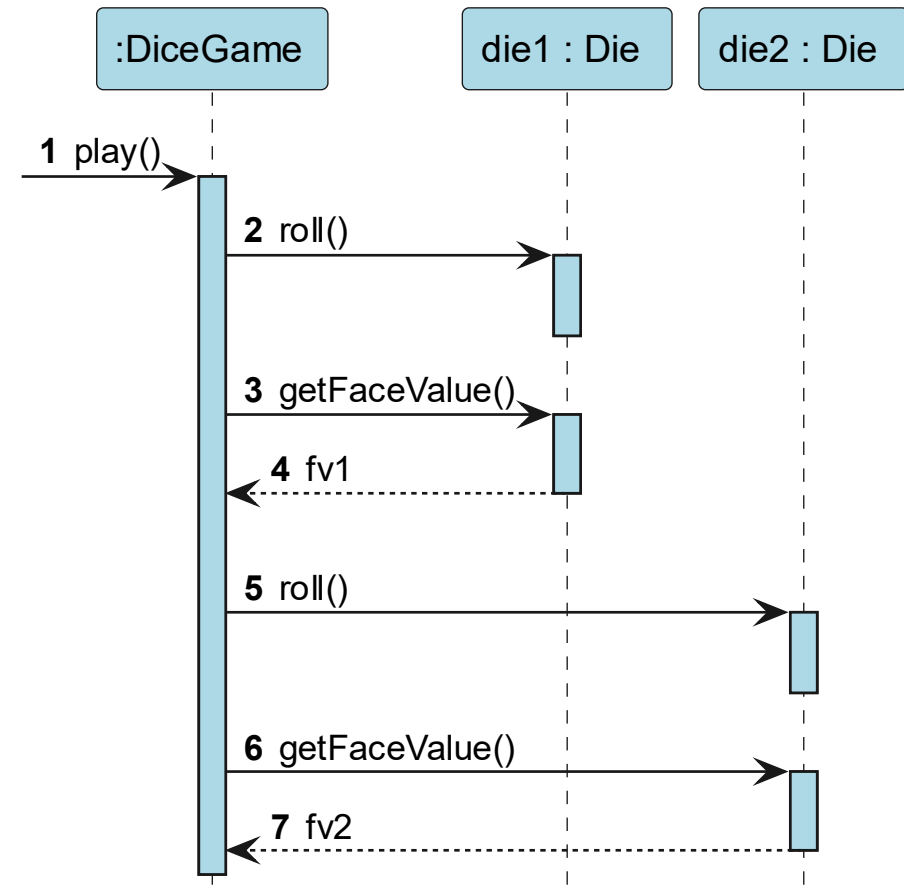 :DiceGame
die1 : Die
die2 : Die
1 play()
2 roll()
3 getFaceValue()
4 fv1
5 roll()
6 getFaceValue()
7 fv2